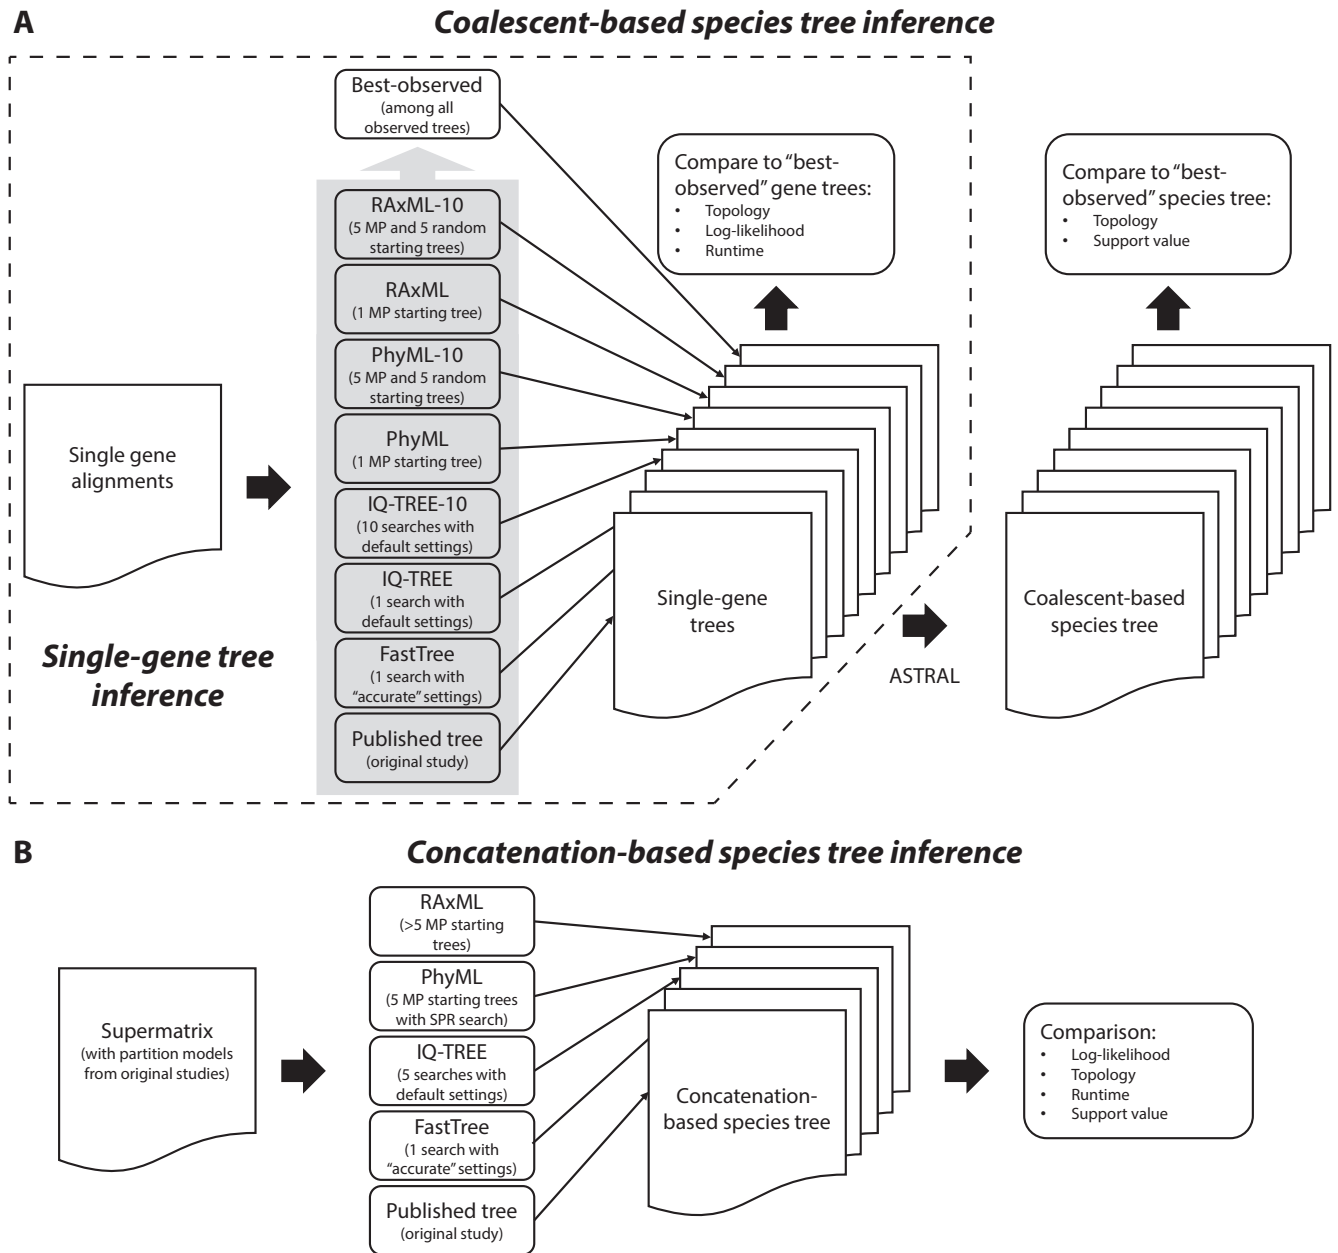 A
Coalescent-based species tree inference
Best-observed
(among all
observed trees)
RAxML-10
(5 MP and 5 random
starting trees)
RAxML
(1 MP starting tree)
PhyML-10
(5 MP and 5 random
starting trees)
PhyML
(1 MP starting tree)
IQ-TREE-10
(10 searches with
default settings)
IQ-TREE
(1 search with
default settings)
FastTree
(1 search with
“accurate” settings)
Published tree
(original study)
Single gene
alignments
Single-gene tree
inference
Compare to “best-
observed” gene trees:
• Topology
• Log-likelihood
• Runtime
Single-gene
trees
ASTRAL
Compare to “best-
observed” species tree:
• Topology
• Support value
Coalescent-based
species tree
B
Concatenation-based species tree inference
Supermatrix
(with partition models
from original studies)
RAxML
(>5 MP starting
trees)
PhyML
(5 MP starting trees
with SPR search)
IQ-TREE
(5 searches with
default settings)
FastTree
(1 search with
“accurate” settings)
Published tree
(original study)
Concatenation-
based species tree
Comparison:
• Log-likelihood
• Topology
• Runtime
• Support value